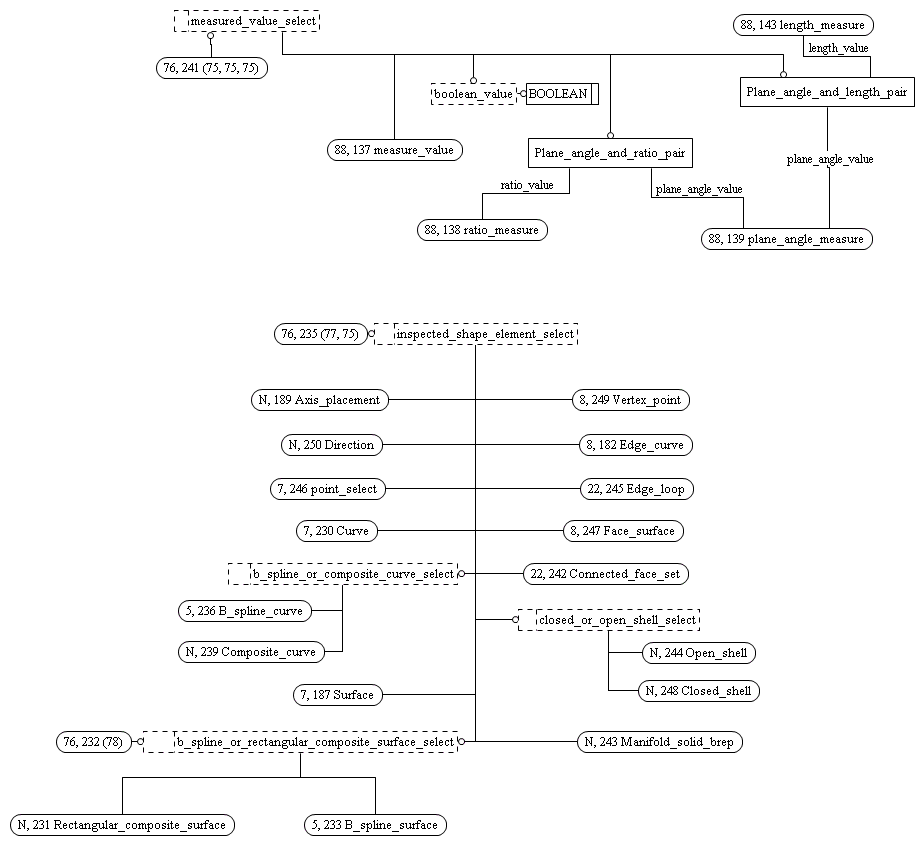 measured_value_select
88, 143 length_measure
length_value
76, 241 (75, 75, 75)
boolean_value
BOOLEAN
Plane_angle_and_length_pair
88, 137 measure_value
Plane_angle_and_ratio_pair
plane_angle_value
ratio_value
plane_angle_value
88, 138 ratio_measure
88, 139 plane_angle_measure
76, 235 (77, 75)
inspected_shape_element_select
N, 189 Axis_placement
8, 249 Vertex_point
N, 250 Direction
8, 182 Edge_curve
7, 246 point_select
22, 245 Edge_loop
7, 230 Curve
8, 247 Face_surface
b_spline_or_composite_curve_select
22, 242 Connected_face_set
5, 236 B_spline_curve
closed_or_open_shell_select
N, 239 Composite_curve
N, 244 Open_shell
7, 187 Surface
N, 248 Closed_shell
76, 232 (78)
b_spline_or_rectangular_composite_surface_select
N, 243 Manifold_solid_brep
N, 231 Rectangular_composite_surface
5, 233 B_spline_surface